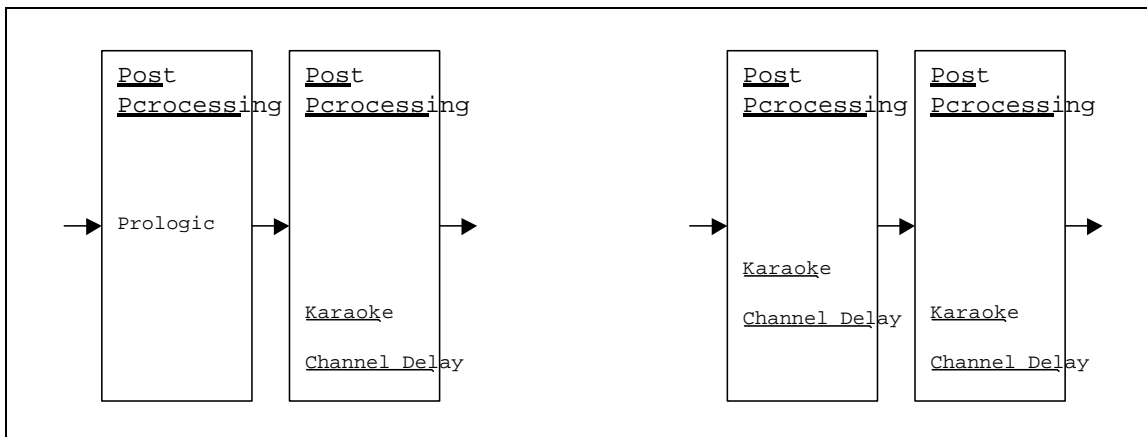 Post
Pcrocessing
Prologic
Post
Pcrocessing
Karaoke
Channel Delay
Post
Pcrocessing
Karaoke
Channel Delay
Post
Pcrocessing
Karaoke
Channel Delay